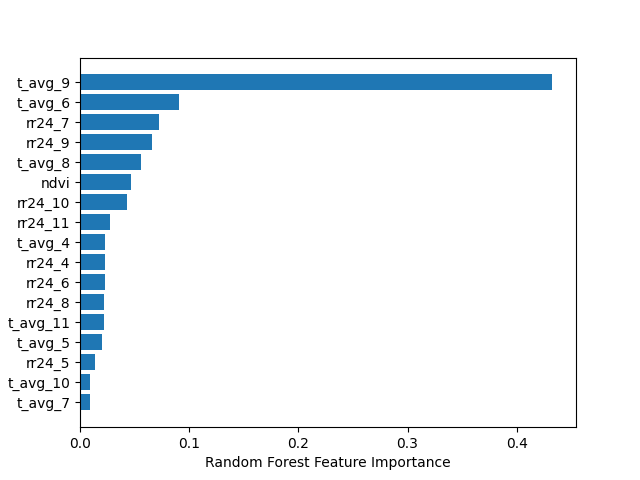 t_avg_9
t_avg_6
rr24_7
rr24_9
t_avg_8
ndvi
rr24_10
rr24_11
t_avg_4
rr24_4
rr24_6
rr24_8
t_avg_11
t_avg_5
rr24_5
t_avg_10
t_avg_7
0.0 0.1 0.2 0.3 0.4
Random Forest Feature Importance